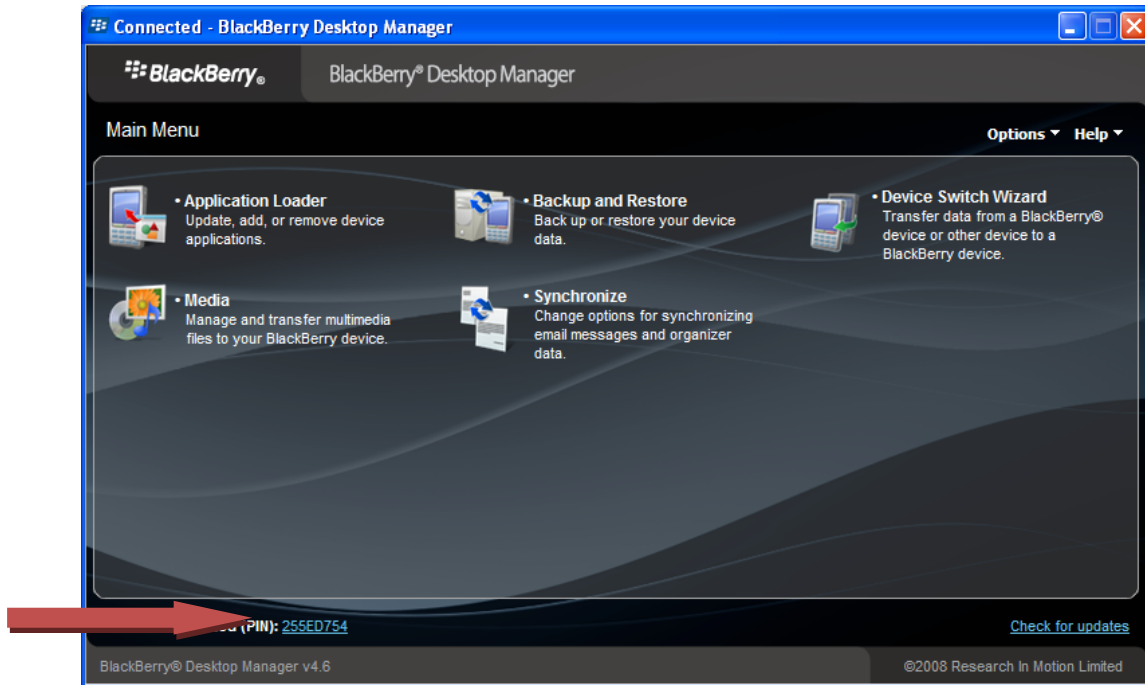 Connected - BlackBerry Desktop Manager
BlackBerry® BlackBerry® Desktop Manager
Main Menu
Options Help
• Application Loader
Update, add, or remove device
applications.
• Backup and Restore
Back up or restore your device
data.
• Device Switch Wizard
Transfer data from a BlackBerry®
device or other device to a
BlackBerry device.
• Media
Manage and transfer multimedia
files to your BlackBerry device.
• Synchronize
Change options for synchronizing
email messages and organizer
data.
(PIN): 255ED754
Check for updates
BlackBerry® Desktop Manager v4.6
©2008 Research In Motion Limited